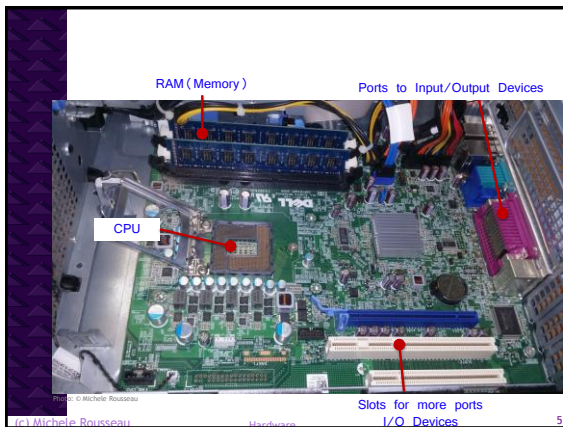 RAM(Memory)
Ports to Input/Output Devices
DELL
CPU
Photo: © Michele Rousseau
Slots for more ports
I/O Devices
(c) Michele Rousseau
Hardware
5